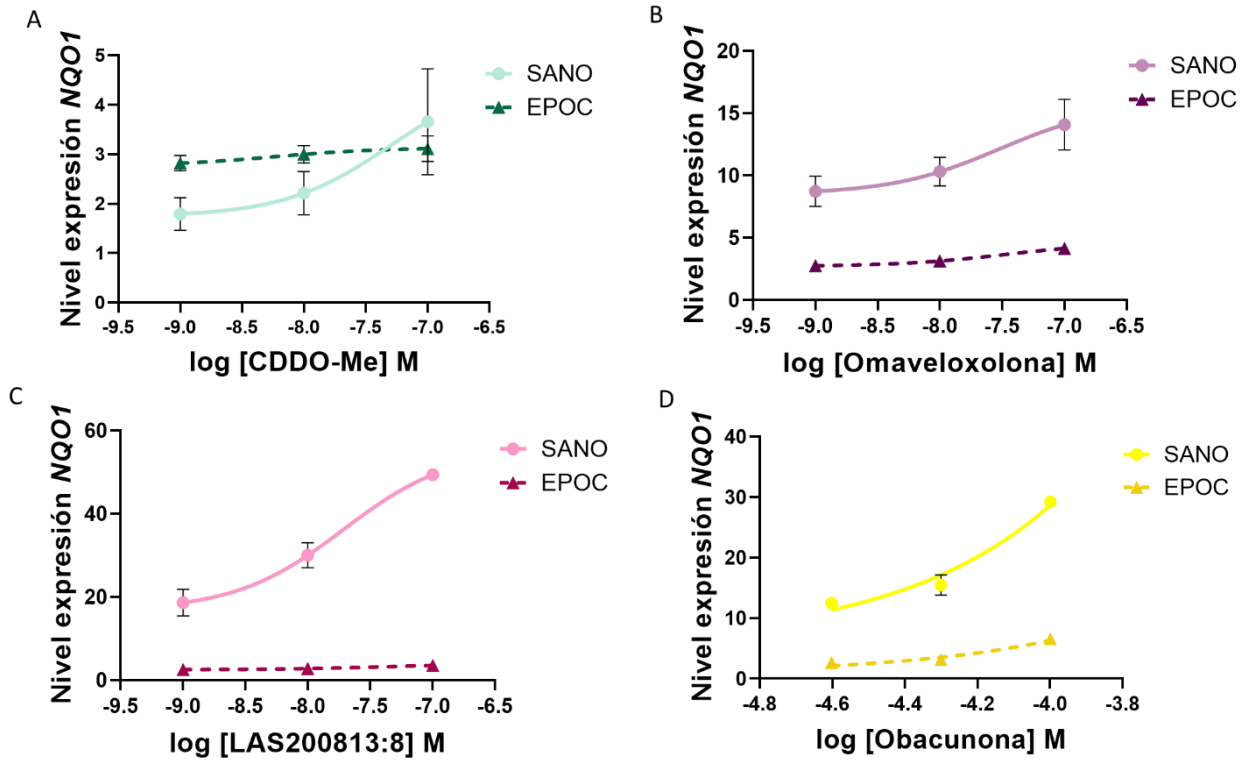 A
Nivel expresión NQO1
5
4
3
2
1
0
-9.5 -9.0 -8.5 -8.0 -7.5 -7.0 -6.5
log [CDDO-Me] M
SANO
EPOC
B
Nivel expresión NQO1
20
15
10
5
0
-9.5 -9.0 -8.5 -8.0 -7.5 -7.0 -6.5
log [Omaveloxolona] M
SANO
EPOC
C
Nivel expresión NQO1
60
40
20
0
-9.5 -9.0 -8.5 -8.0 -7.5 -7.0 -6.5
log [LAS200813:8] M
SANO
EPOC
D
Nivel expresión NQO1
40
30
20
10
0
-4.8 -4.6 -4.4 -4.2 -4.0 -3.8
log [Obacunona] M
SANO
EPOC